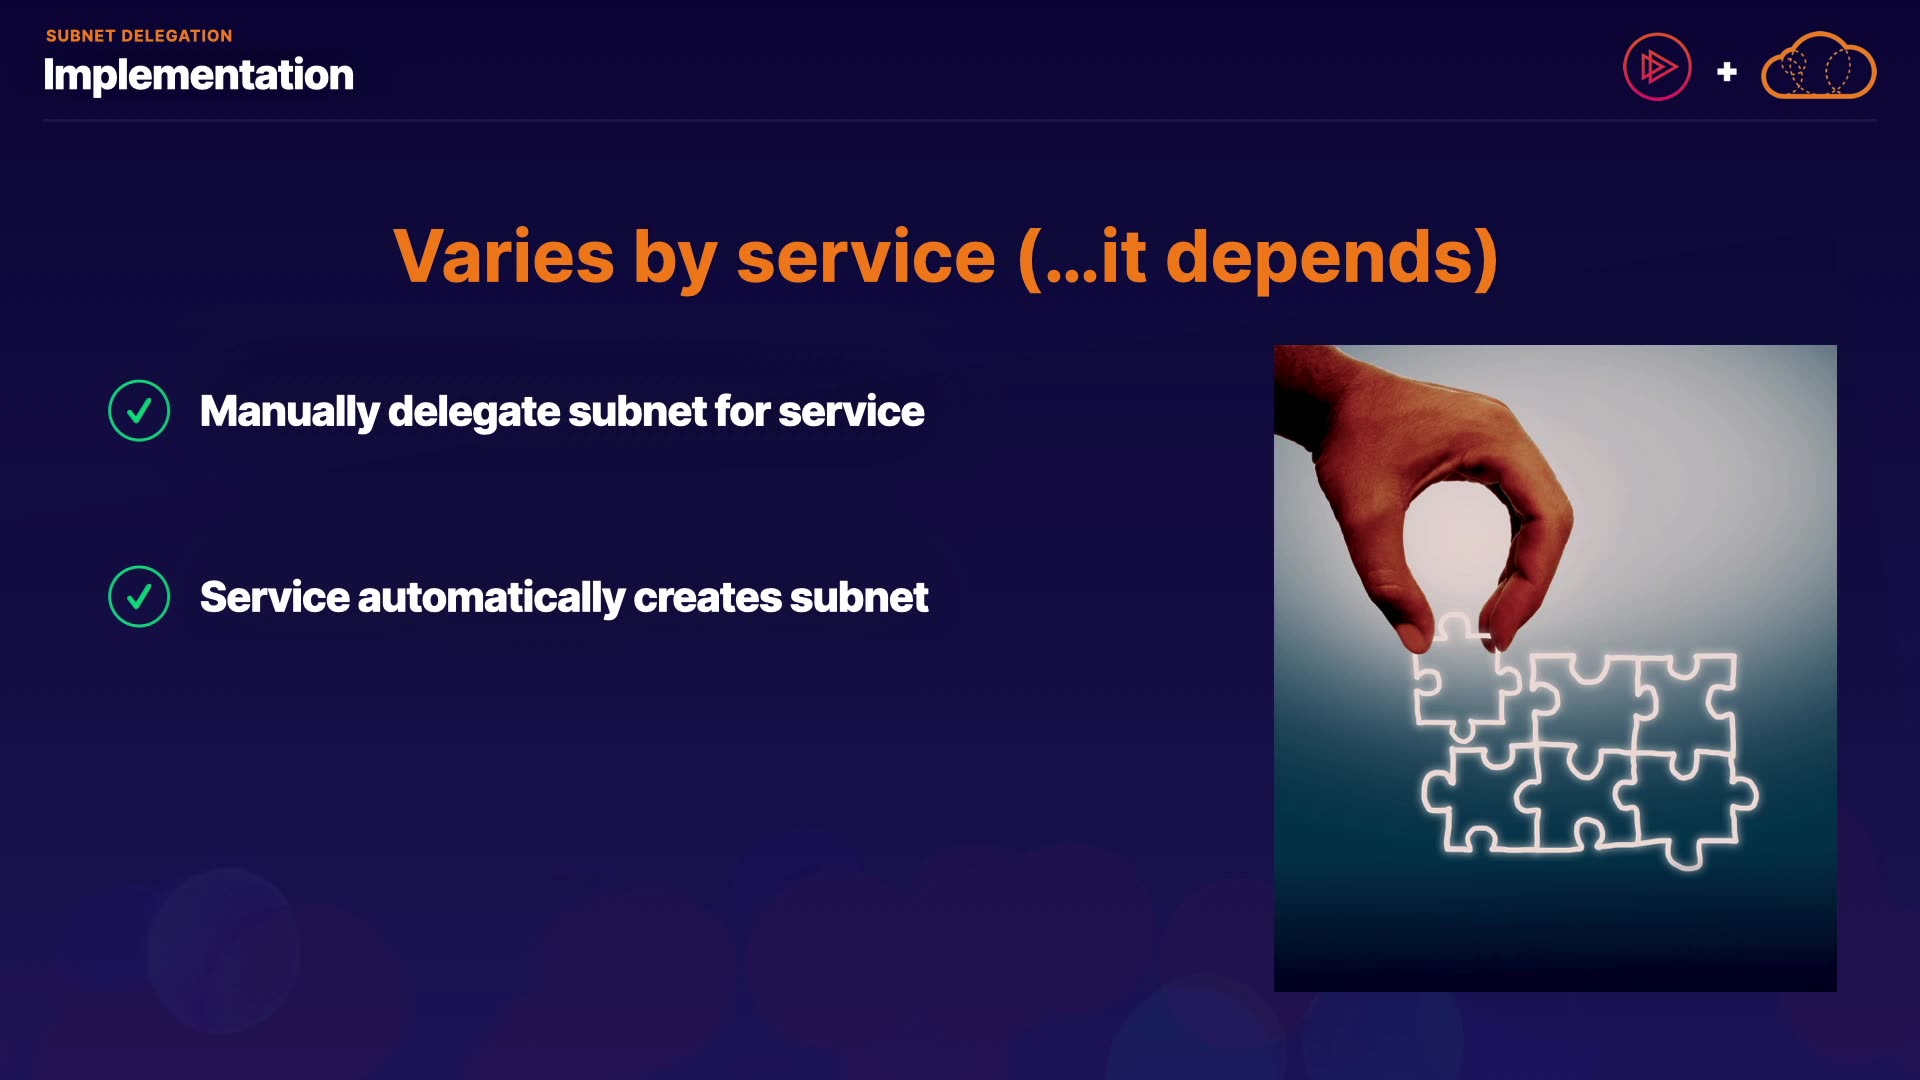 SUBNET DELEGATION
Implementation
Varies by service (...it depends)
Manually delegate subnet for service
Service automatically creates subnet